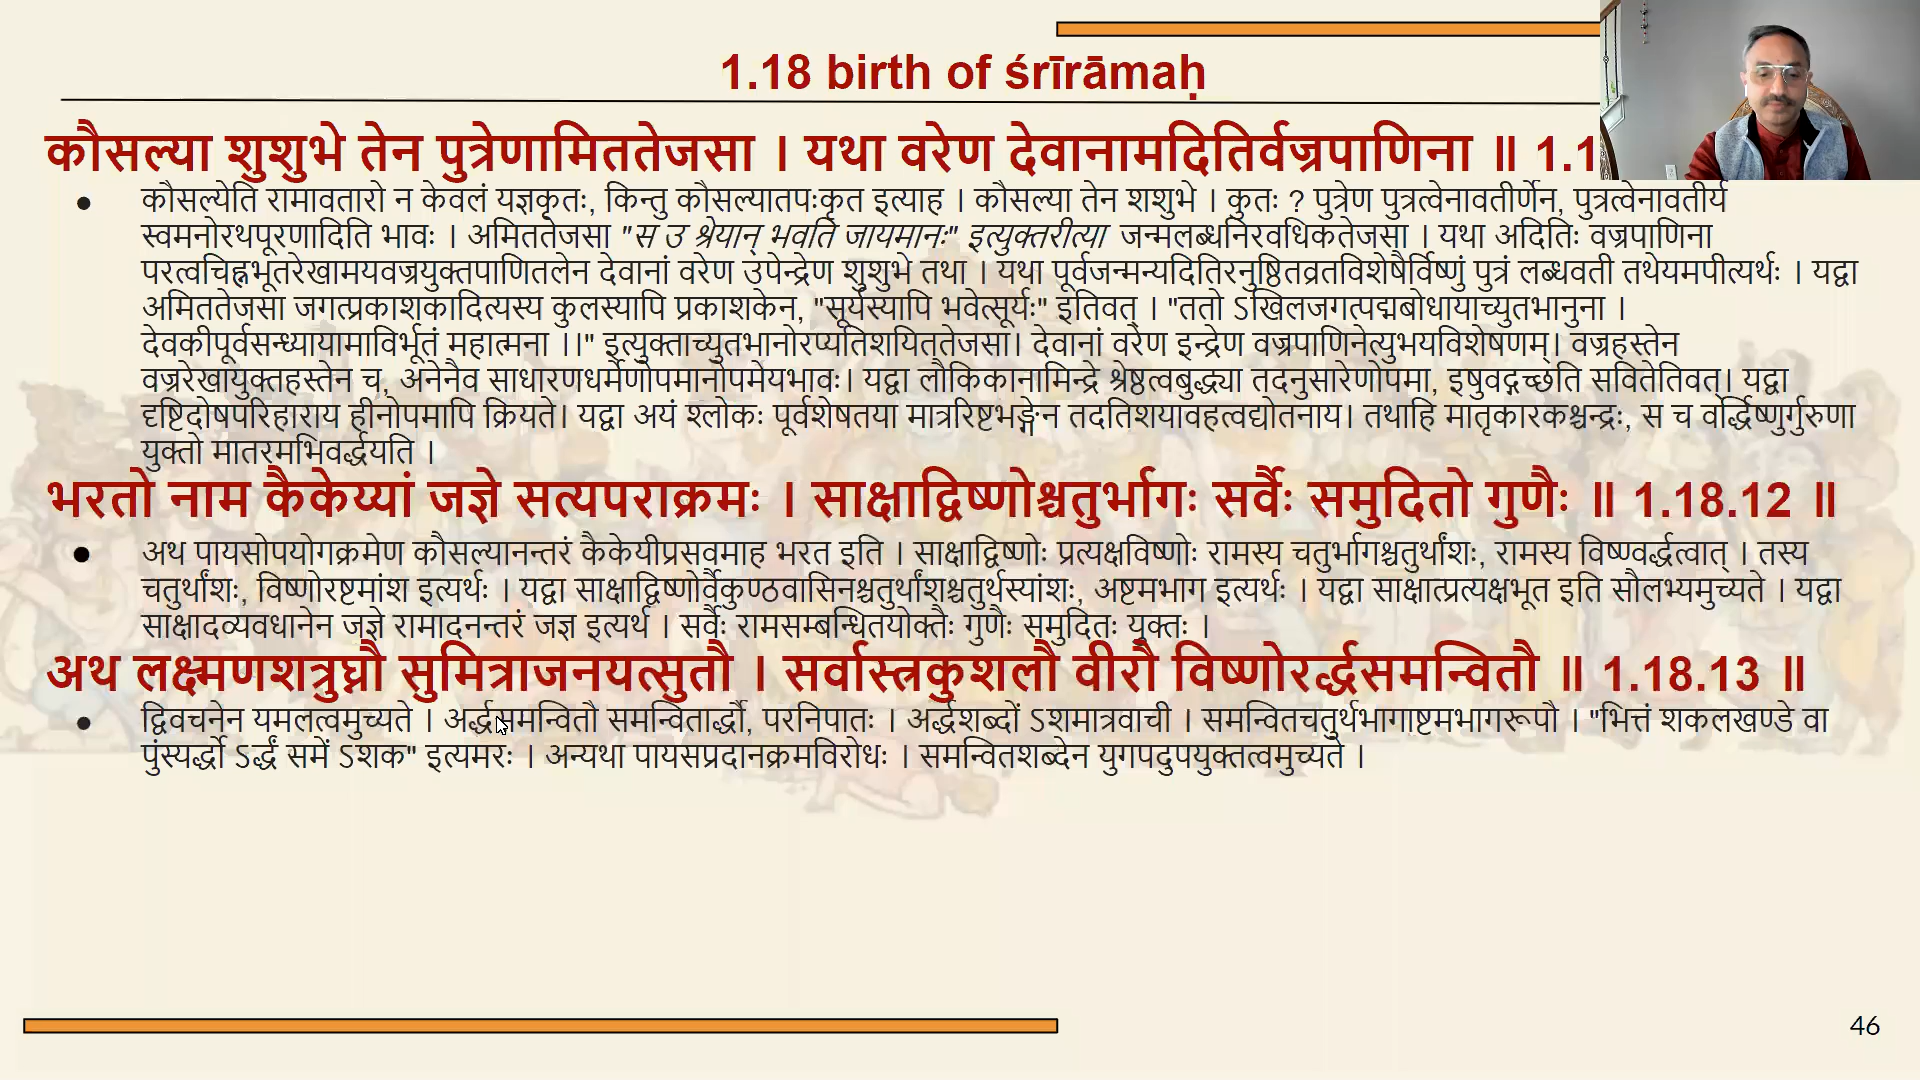 1.18 birth of śrīrāmaḥ
कौसल्या शुशुभे तेन पुत्रेणामिततेजसा । यथा वरेण देवानामदितिर्वज्रपाणिना ॥ 1.1
● कौसल्येति रामावतारो न केवलं यज्ञकृतः, किन्तु कौसल्यातपःकृत इत्याह । कौसल्या तेन शशुभे । कुतः ? पुत्रेण पुत्रत्वेनावतीर्णेन, पुत्रत्वेनावतीर्य
स्वमनोरथपूरणादिति भावः । अमिततेजसा "स उ श्रेयान् भवति जायमानः" इत्युक्तरीत्या जन्मलब्धनिरवधिकतेजसा । यथा अदितिः वज्रपाणिना
परत्वचिह्नभूतरेखामयवज्रयुक्तपाणितलेन देवानां वरेण उपेन्द्रेण शुशुभे तथा । यथा पूर्वजन्मन्यदितिरनुष्ठितव्रतविशेषैर्विष्णुं पुत्रं लब्धवती तथेयमपीत्यर्थः । यद्वा
अमिततेजसा जगत्प्रकाशकादित्यस्य कुलस्यापि प्रकाशकेन, "सूर्यस्यापि भवेत्सूर्यः" इतिवत् । "ततो ऽखिलजगत्पद्मबोधायाच्युतभानुना ।
देवकीपूर्वसन्ध्यायामाविर्भूतं महात्मना ।।" इत्युक्ताच्युतभानोरप्यतिशयिततेजसा। देवानां वरेण इन्द्रेण वज्रपाणिनेत्युभयविशेषणम्। वज्रहस्तेन
वज्ररेखायुक्तहस्तेन च, अनेनैव साधारणधर्मेणोपमानोपमेयभावः। यद्वा लौकिकानामिन्द्रे श्रेष्ठत्वबुद्ध्या तदनुसारेणोपमा, इषुवद्गच्छति सवितेतिवत्। यद्वा
दृष्टिदोषपरिहाराय हीनोपमापि क्रियते। यद्वा अयं श्लोकः पूर्वशेषतया मात्ररिष्टभङ्गेन तदतिशयावहत्वद्योतनाय। तथाहि मातृकारकश्चन्द्रः, स च वर्द्धिष्णुर्गुरुणा
युक्तो मातरमभिवर्द्धयति ।
भरतो नाम कैकेय्यां जज्ञे सत्यपराक्रमः । साक्षाद्विष्णोश्चतुर्भागः सर्वैः समुदितो गुणैः ॥ 1.18.12 ॥
● अथ पायसोपयोगक्रमेण कौसल्यानन्तरं कैकेयीप्रसवमाह भरत इति । साक्षाद्विष्णोः प्रत्यक्षविष्णोः रामस्य चतुर्भागश्चतुर्थांशः, रामस्य विष्ण्वर्द्धत्वात् । तस्य
चतुर्थांशः, विष्णोरष्टमांश इत्यर्थः । यद्वा साक्षाद्विष्णोर्वैकुण्ठवासिनश्चतुर्थांशश्चतुर्थस्यांशः, अष्टमभाग इत्यर्थः । यद्वा साक्षात्प्रत्यक्षभूत इति सौलभ्यमुच्यते । यद्वा
साक्षादव्यवधानेन जज्ञे रामादनन्तरं जज्ञ इत्यर्थ । सर्वैः रामसम्बन्धितयोक्तैः गुणैः समुदितः युक्तः ।
अथ लक्ष्मणशत्रुघ्नौ सुमित्राजनयत्सुतौ । सर्वास्त्रकुशलौ वीरौ विष्णोरर्द्धसमन्वितौ ॥ 1.18.13 ॥
● द्विवचनेन यमलत्वमुच्यते । अर्द्धसमन्वितौ समन्वितार्द्धौ, परनिपातः । अर्द्धशब्दों ऽशमात्रवाची । समन्वितचतुर्थभागाष्टमभागरूपौ । "भित्तं शकलखण्डे वा
पुंस्यर्द्धो ऽर्द्धं समें ऽशक" इत्यमरः । अन्यथा पायसप्रदानक्रमविरोधः । समन्वितशब्देन युगपदुपयुक्तत्वमुच्यते ।
46